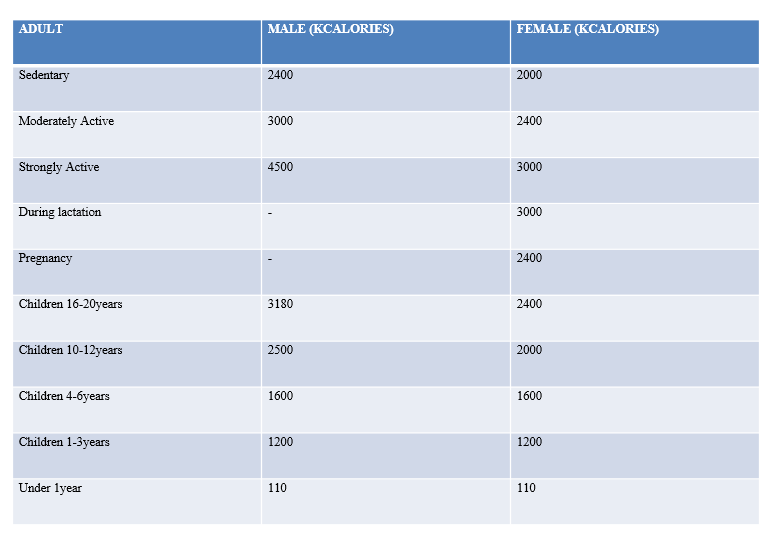 ADULT MALE (KCALORIES) FEMALE (KCALORIES)
Sedentary 2400 2000
Moderately Active 3000 2400
Strongly Active 4500 3000
During lactation - 3000
Pregnancy - 2400
Children 16-20years 3180 2400
Children 10-12years 2500 2000
Children 4-6years 1600 1600
Children 1-3years 1200 1200
Under 1year 110 110